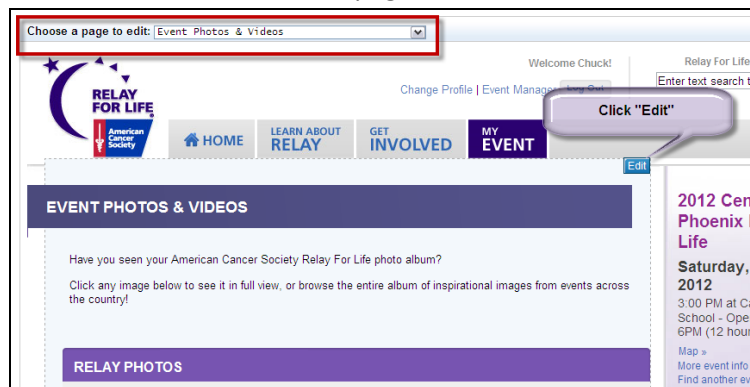 Choose a page to edit: Event Photos & Videos
Welcome Chuck!
Relay For Life
Change Profile | Event Manager
Enter text search t
Click "Edit"
RELAY
FOR LIFE
American
Cancer
Society
HOME
LEARN ABOUT
RELAY
GET
INVOLVED
MY
EVENT
Edit
EVENT PHOTOS & VIDEOS
Have you seen your American Cancer Society Relay For Life photo album?
Click any image below to see it in full view, or browse the entire album of inspirational images from events across
the country!
RELAY PHOTOS
2012 Cen
Phoenix
Life
Saturday,
2012
3:00 PM at Ca
School - Ope
6PM (12 hour
Map »
More event info
Find another ev